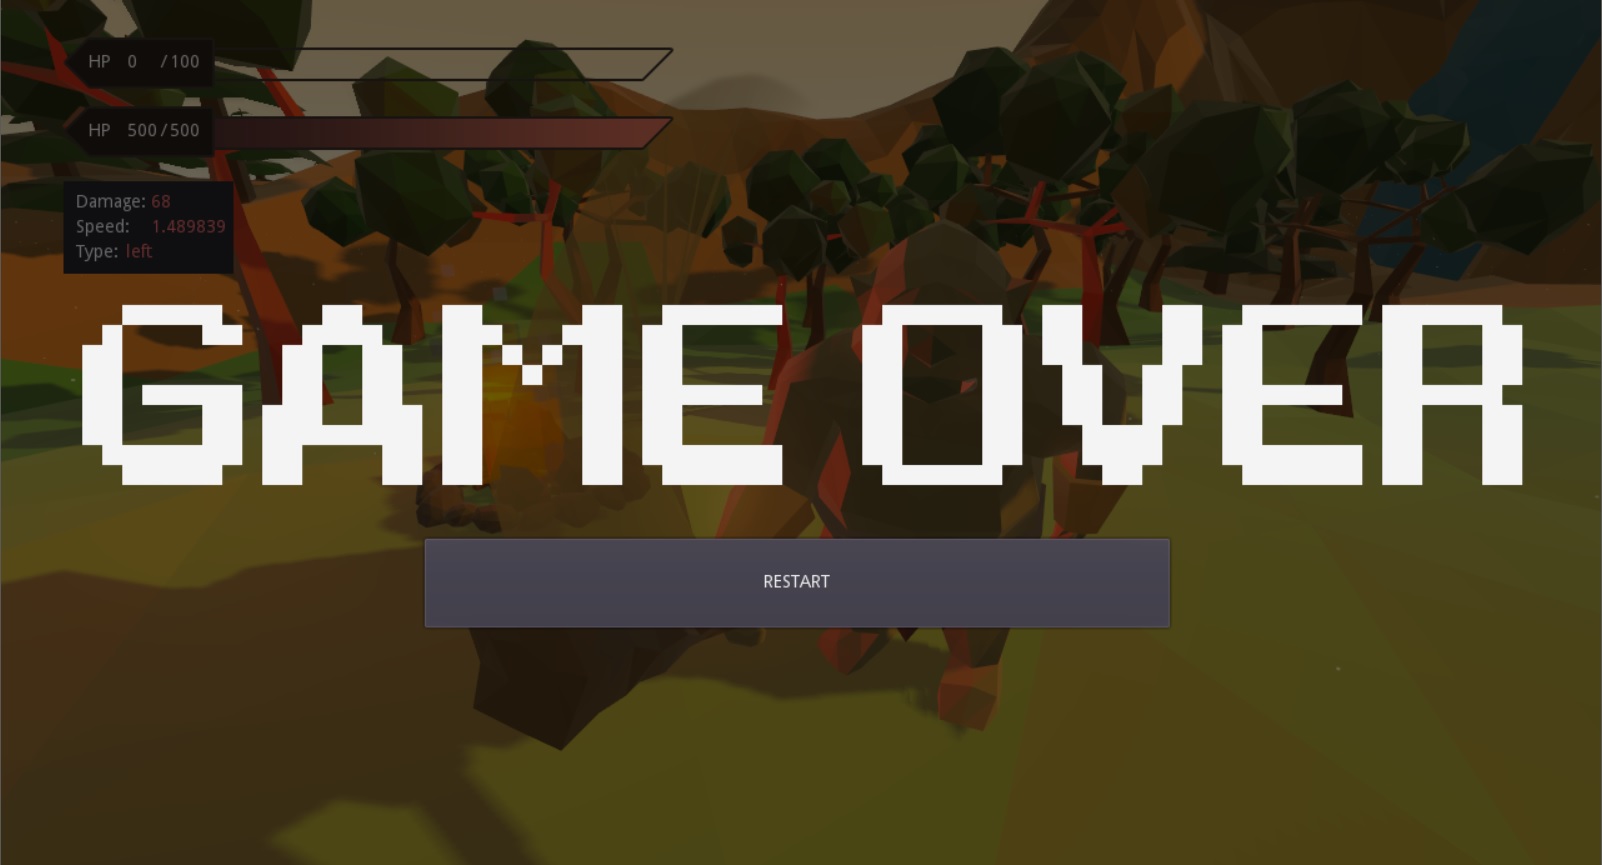 HP 0 /100
HP 500/500
Damage: 68
Speed: 1.489839
Type: left
GAME OVER
RESTART